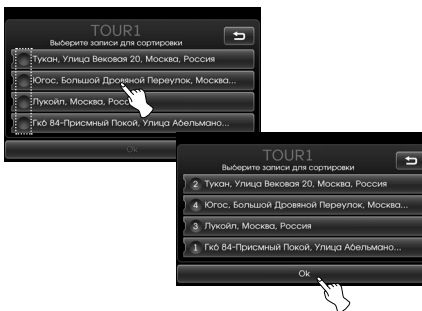 TOUR1
Выберите записи для сортировки
Тукан, Улица Вековая 20, Москва, Россия
Югос, Большой Дровяной Переулок, Москва...
Лукойл, Москва, Росс
Гкб 84-Присмный Покой, Улица Абельмано...
Ok
TOUR1
Выберите записи для сортировки
2 Тукан, Улица Вековая 20, Москва, Россия
4 Югос, Большой Дровяной Переулок, Москва...
3 Лукойл, Москва, Россия
1 Гкб 84-Присмный Покой, Улица Абельмано...
Ok